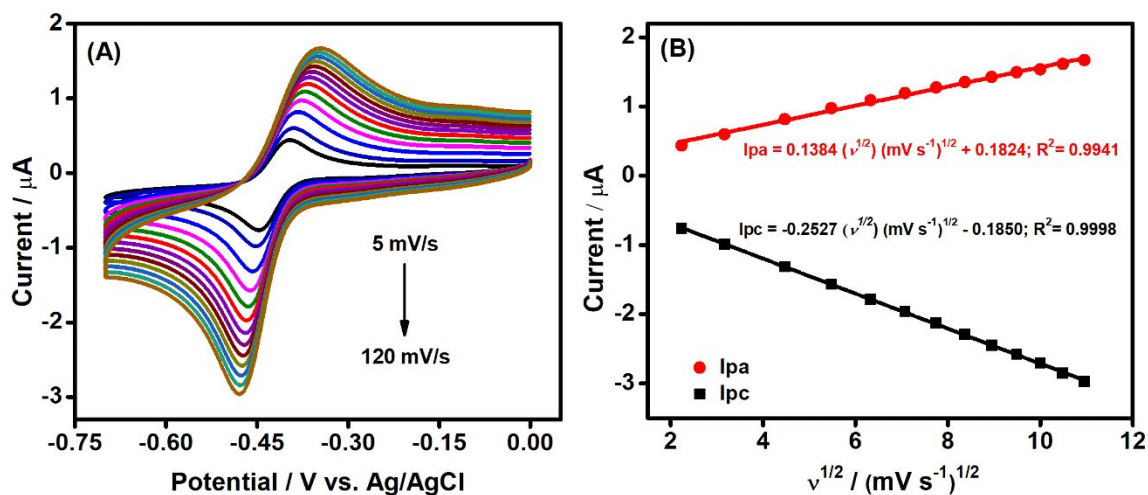 (A)
2
1
0
-1
-2
-3
Current / µA
5 mV/s
120 mV/s
-0.75 -0.60 -0.45 -0.30 -0.15 0.00
Potential / V vs. Ag/AgCl
(B)
2
1
0
-1
-2
-3
Current / µA
Ipa = 0.1384 (ν^1/2) (mV s⁻¹)^1/2 + 0.1824; R²= 0.9941
Ipc = -0.2527 (ν^1/2) (mV s⁻¹)^1/2 - 0.1850; R²= 0.9998
Ipa
Ipc
2 4 6 8 10 12
ν^1/2 / (mV s⁻¹)^1/2